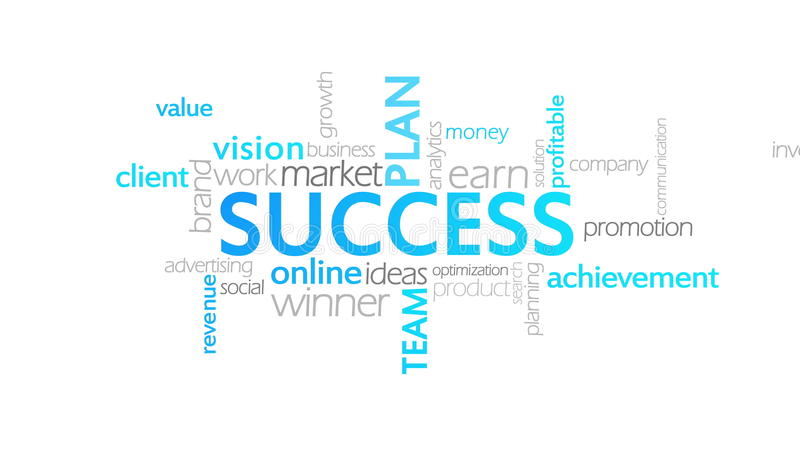 growth
PLAN
value
vision
business
analytics
money
solution
profitable
communication
client
brand
work
market
earn
company
SUCCESS
promotion
advertising
revenue
social
online
ideas
optimization
search
planning
achievement
winner
product
TEAM